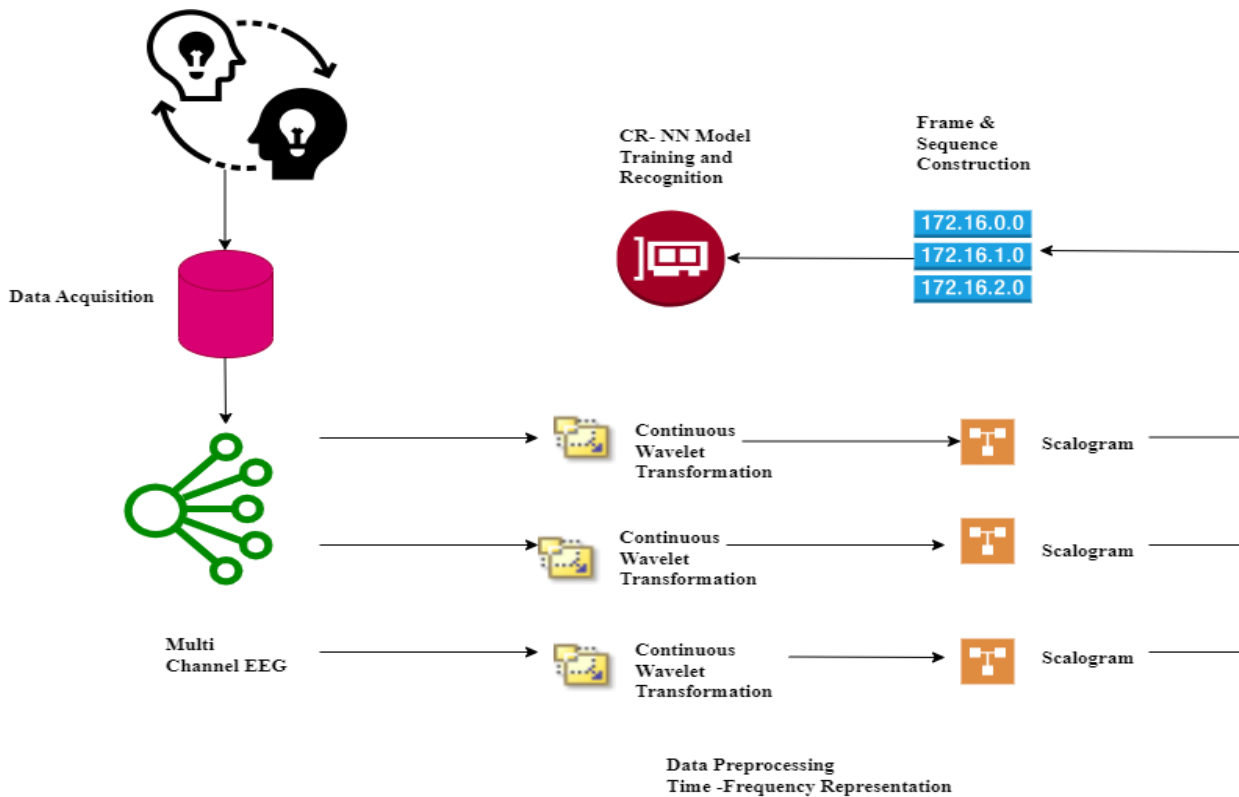 CR- NN Model
Training and
Recognition
Frame &
Sequence
Construction
172.16.0.0
172.16.1.0
172.16.2.0
Data Acquisition
Multi
Channel EEG
Continuous
Wavelet
Transformation
Scalogram
Continuous
Wavelet
Transformation
Scalogram
Continuous
Wavelet
Transformation
Scalogram
Data Preprocessing
Time -Frequency Representation